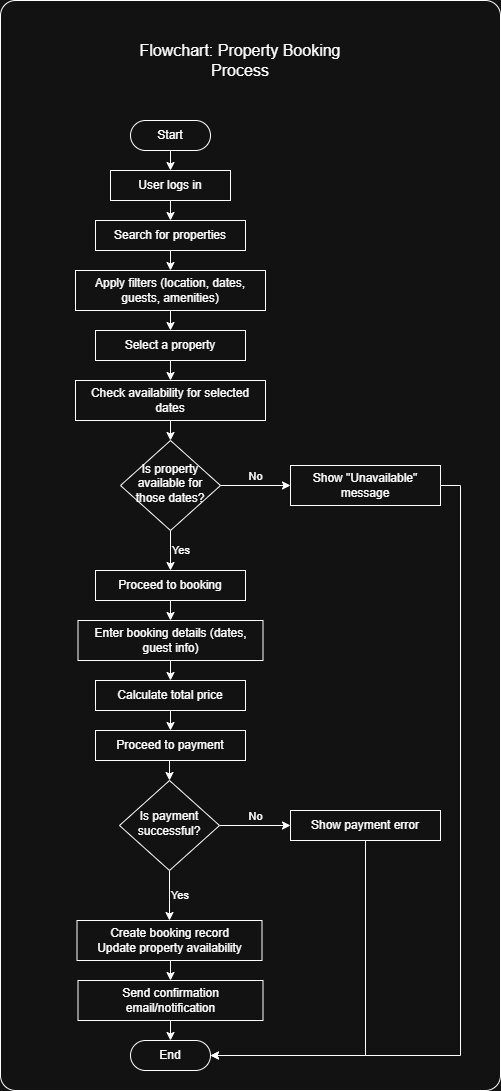 Flowchart: Property Booking
Process
Start
User logs in
Search for properties
Apply filters (location, dates,
guests, amenities)
Select a property
Check availability for selected
dates
Is property
available for
those dates?
No
Show "Unavailable"
message
Yes
Proceed to booking
Enter booking details (dates,
guest info)
Calculate total price
Proceed to payment
Is payment
successful?
No
Show payment error
Yes
Create booking record
Update property availability
Send confirmation
email/notification
End